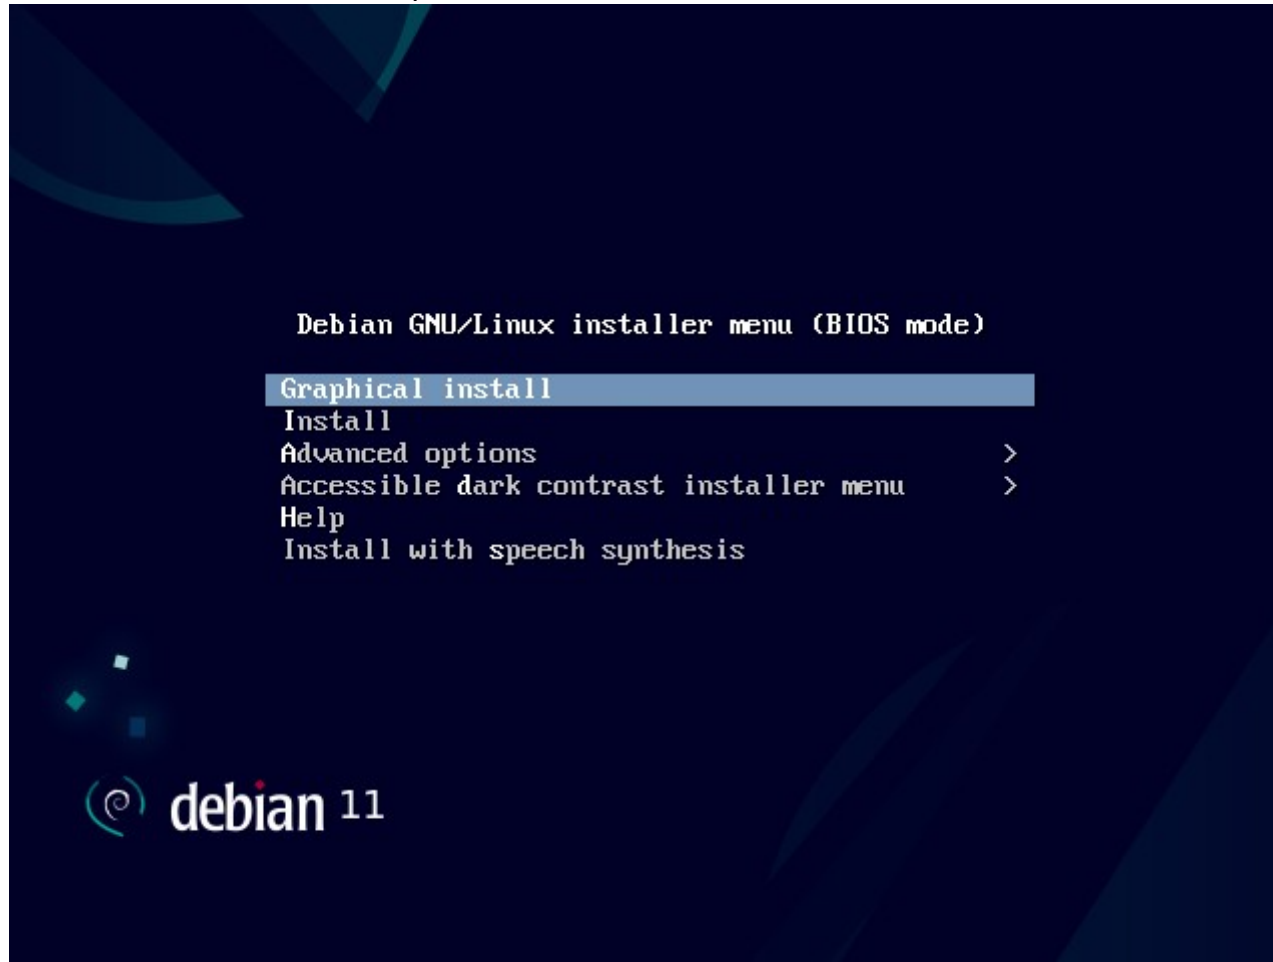 Debian GNU/Linux installer menu (BIOS mode)
Graphical install
Install
Advanced options >
Accessible dark contrast installer menu >
Help
Install with speech synthesis
debian 11